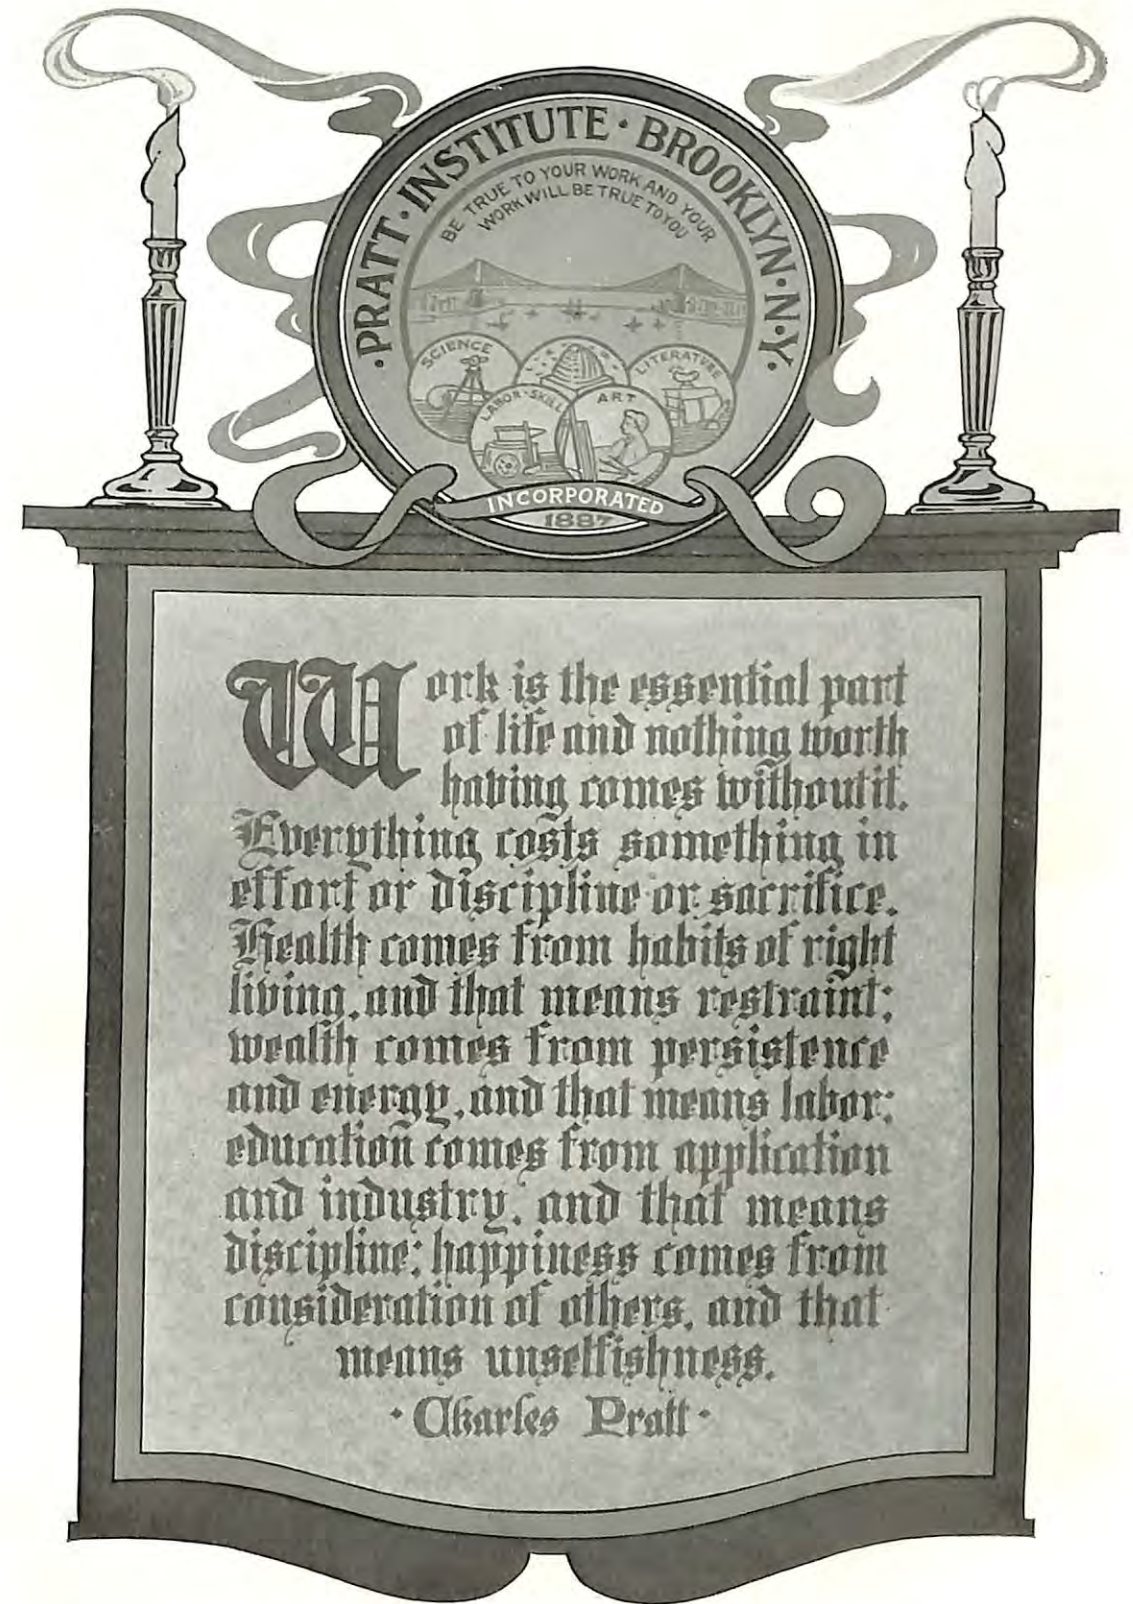 ·PRATT·INSTITUTE·BROOKLYN·N·Y·
BE TRUE TO YOUR WORK AND YOUR
WORK WILL BE TRUE TO YOU
SCIENCE
LITERATVRE
LABOR·SKILL
ART
INCORPORATED
1887
Work is the essential part
of life and nothing worth
having comes without it.
Everything costs something in
effort or discipline or sacrifice.
Health comes from habits of right
living, and that means restraint;
wealth comes from persistence
and energy, and that means labor;
education comes from application
and industry, and that means
discipline; happiness comes from
consideration of others, and that
means unselfishness.
·Charles Pratt·